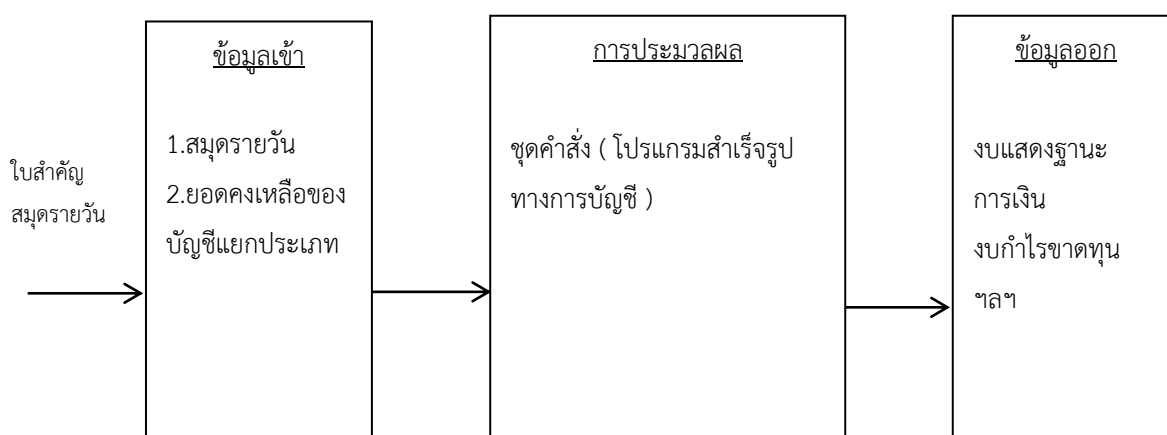 ใบสำคัญ
สมุดรายวัน
ข้อมูลเข้า
1.สมุดรายวัน
2.ยอดคงเหลือของ
บัญชีแยกประเภท
การประมวลผล
ชุดคำสั่ง ( โปรแกรมสำเร็จรูป
ทางการบัญชี )
ข้อมูลออก
งบแสดงฐานะ
การเงิน
งบกำไรขาดทุน
ฯลฯ